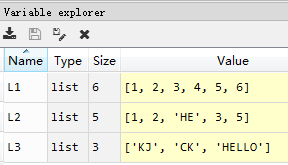 Variable explorer
Name Type Size Value
L1 list 6 [1, 2, 3, 4, 5, 6]
L2 list 5 [1, 2, 'HE', 3, 5]
L3 list 3 ['KJ', 'CK', 'HELLO']